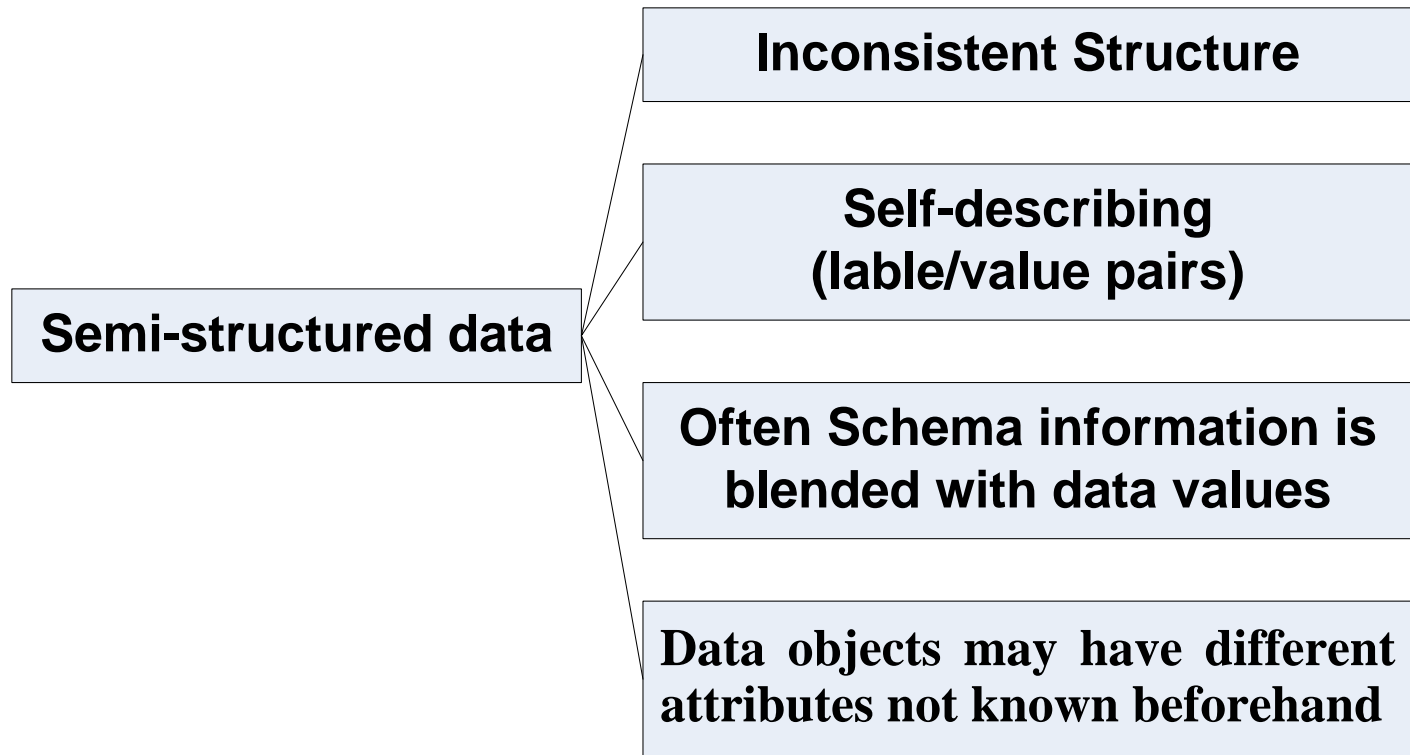 Inconsistent Structure
Self-describing
(lable/value pairs)
Semi-structured data
Often Schema information is
blended with data values
Data objects may have different
attributes not known beforehand